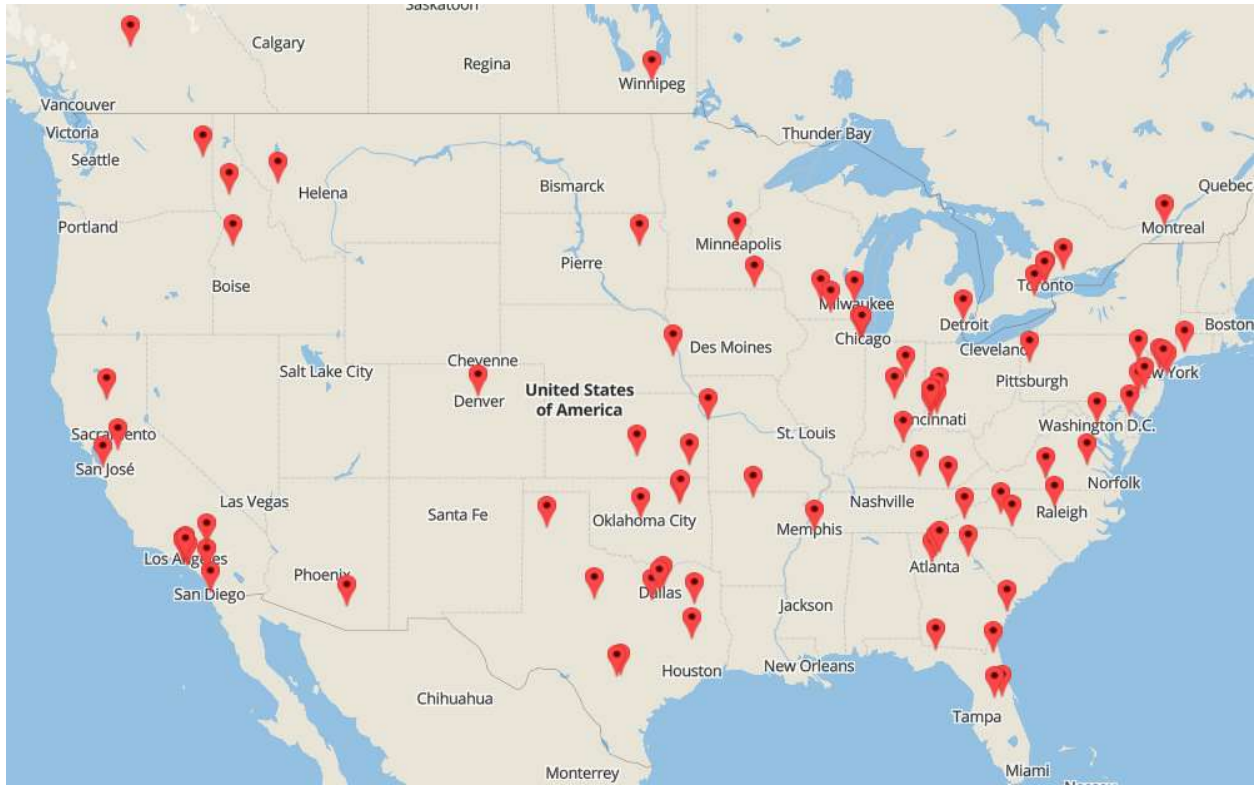 Saskatoon
Calgary
Regina
Winnipeg
Vancouver
Victoria
Seattle
Thunder Bay
Quebec
Helena
Bismarck
Portland
Minneapolis
Montreal
Pierre
Boise
Toronto
Milwaukee
Detroit
Boston
Chicago
Cleveland
Des Moines
Cheyenne
Salt Lake City
New York
Pittsburgh
Denver
United States
of America
Cincinnati
Washington D.C.
Sacramento
St. Louis
San José
Norfolk
Las Vegas
Nashville
Raleigh
Santa Fe
Oklahoma City
Memphis
Los Angeles
Atlanta
Phoenix
San Diego
Dallas
Jackson
Houston
New Orleans
Chihuahua
Tampa
Monterrey
Miami
Nassau